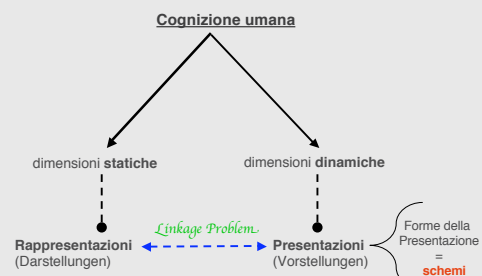 Cognizione umana
dimensioni statiche
dimensioni dinamiche
Linkage Problem
Rappresentazioni
(Darstellungen)
Presentazioni
(Vorstellungen)
Forme della
Presentazione
=
schemi